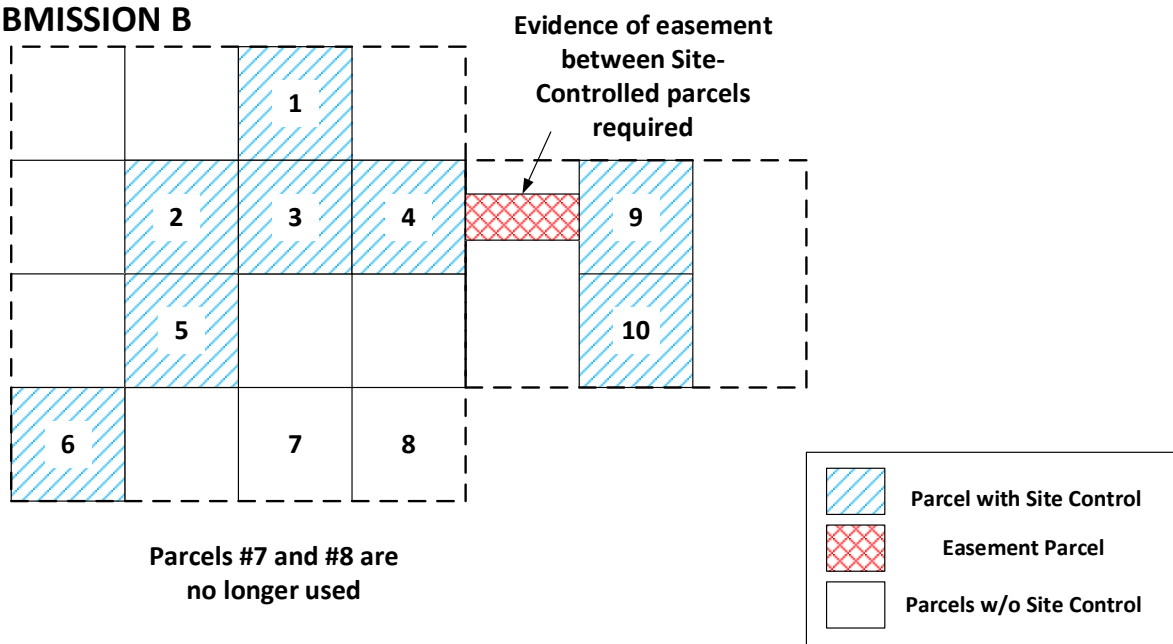 BMISSION B
Evidence of easement
between Site-
Controlled parcels
required
1
2
3
4
9
5
10
6
7
8
Parcels #7 and #8 are
no longer used
Parcel with Site Control
Easement Parcel
Parcels w/o Site Control